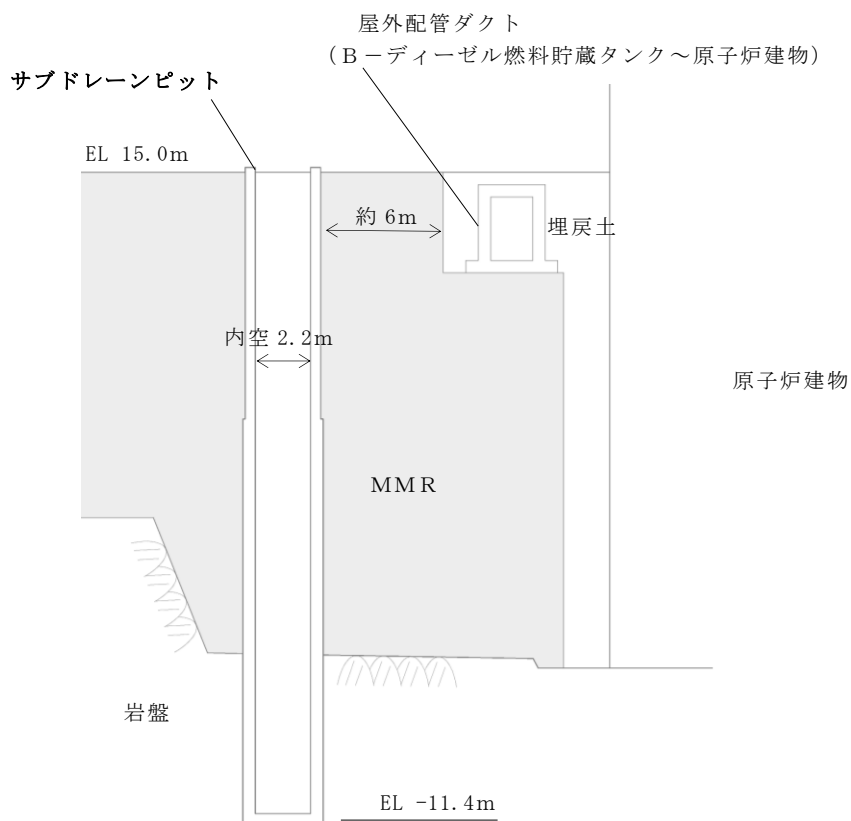 屋外配管ダクト
(B－ディーゼル燃料貯蔵タンク～原子炉建物)
サブドレーンピット
EL 15.0m
約 6m
埋戻土
内空 2.2m
原子炉建物
MMR
岩盤
EL -11.4m